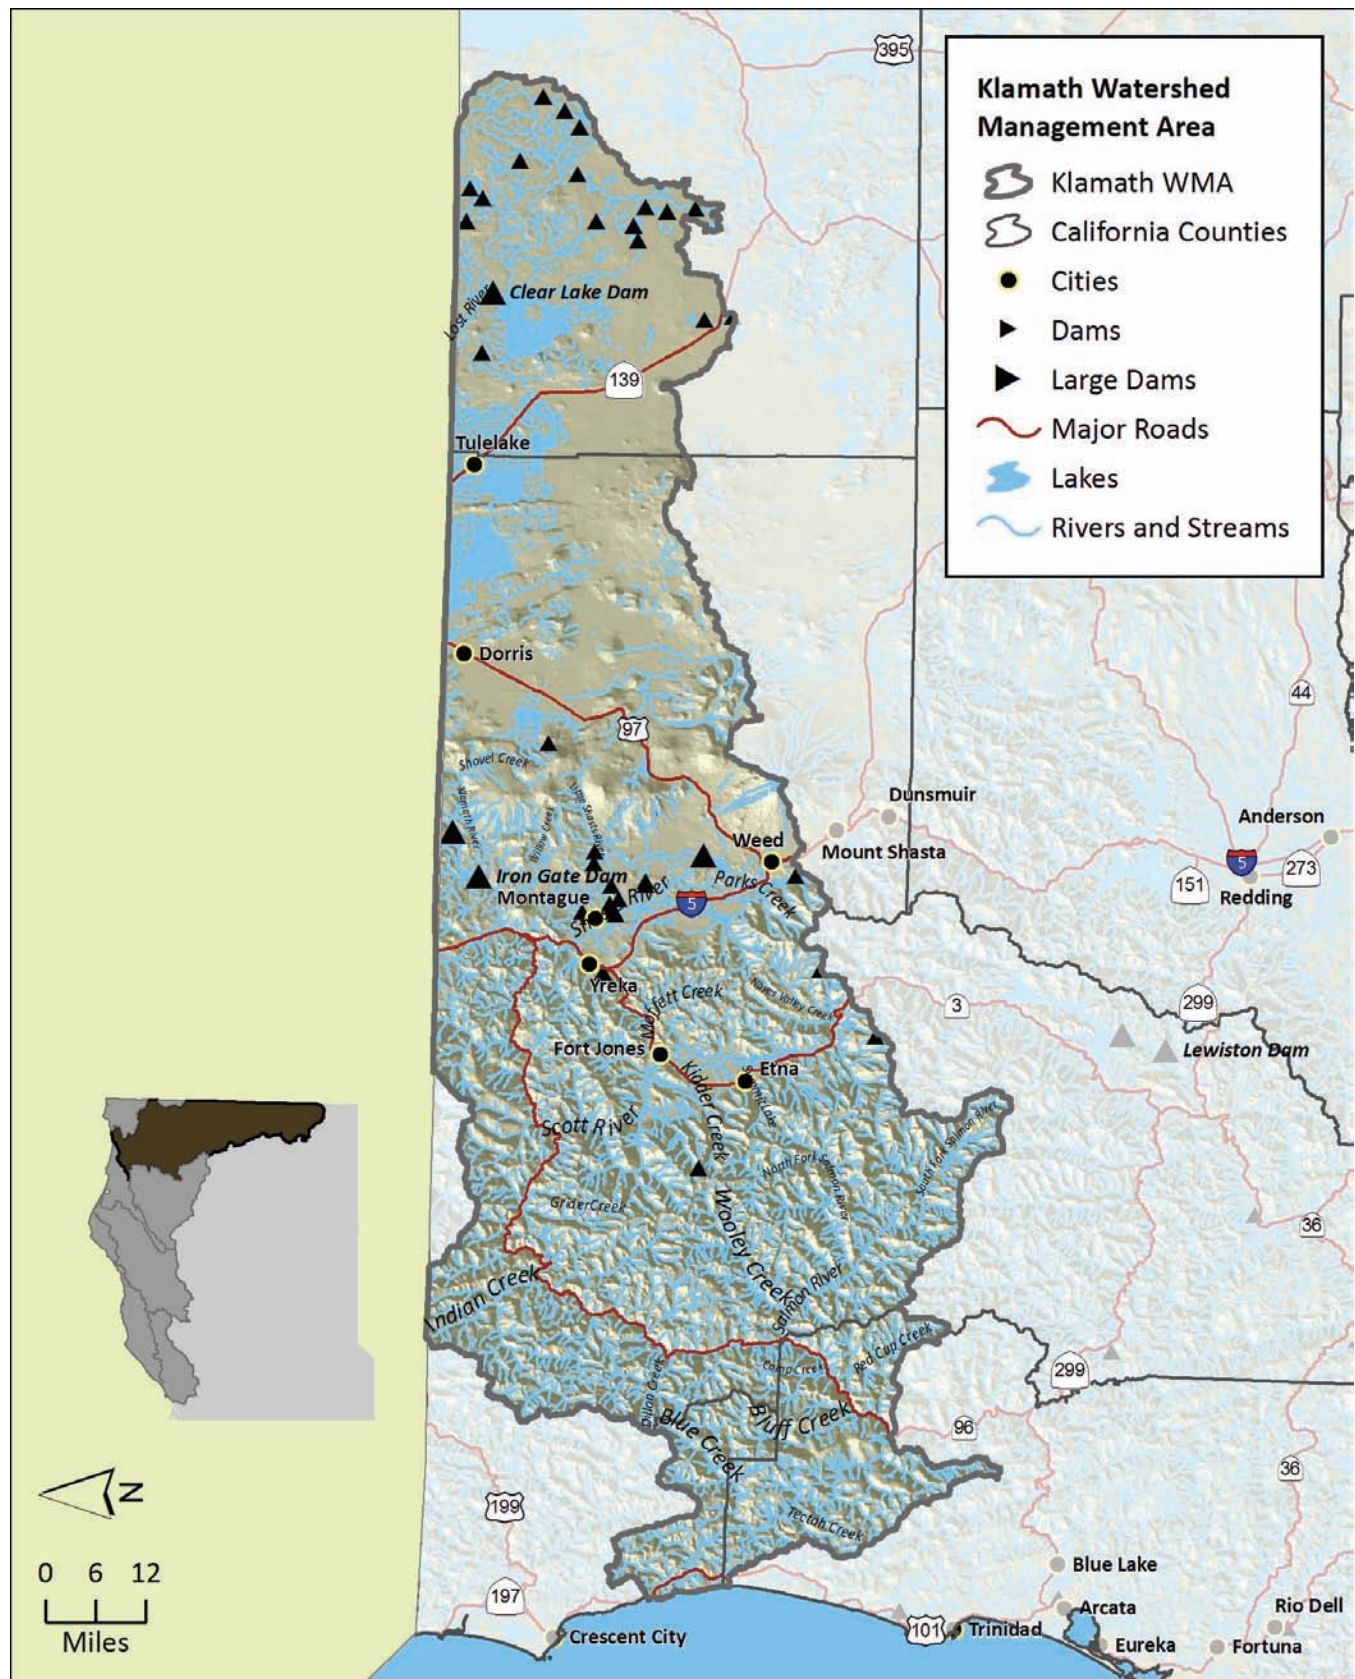 395
Klamath Watershed
Management Area
Klamath WMA
California Counties
Cities
Dams
Large Dams
Major Roads
Lakes
Rivers and Streams
Lost River
Clear Lake Dam
139
Tulelake
Dorris
97
44
Shovel Creek
Klamath River
Willow Creek
Little Shasta River
Dunsmuir
Anderson
Weed
Mount Shasta
5
273
151
Redding
Iron Gate Dam
Parks Creek
Montague
Shasta River
5
Yreka
Moffett Creek
Noyes Valley Creek
3
299
Fort Jones
Etna
Lewiston Dam
Kidder Creek
Scott River
South Fork Salmon River
North Fork Salmon River
Grider Creek
Wooley Creek
36
Indian Creek
Salmon River
Red Cup Creek
Camp Creek
299
Dillon Creek
Blue Creek
Bluff Creek
96
36
N
199
Tectah Creek
0 6 12
Miles
197
Blue Lake
Arcata
Rio Dell
Crescent City
101
Trinidad
Eureka
Fortuna